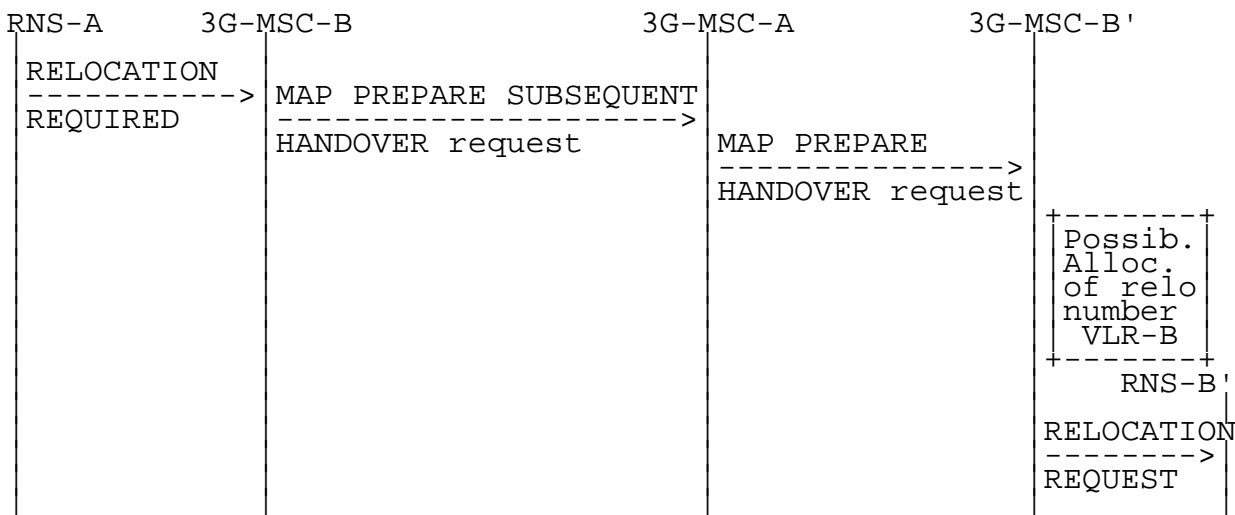 RNS-A 3G-MSC-B 3G-MSC-A 3G-MSC-B'
RELOCATION
-----------> MAP PREPARE SUBSEQUENT
REQUIRED --------------------->
HANDOVER request MAP PREPARE
--------------->
HANDOVER request
+-------+
Possib.
Alloc.
of relo
number
VLR-B
+-------+
RNS-B'
RELOCATION
-------->
REQUEST